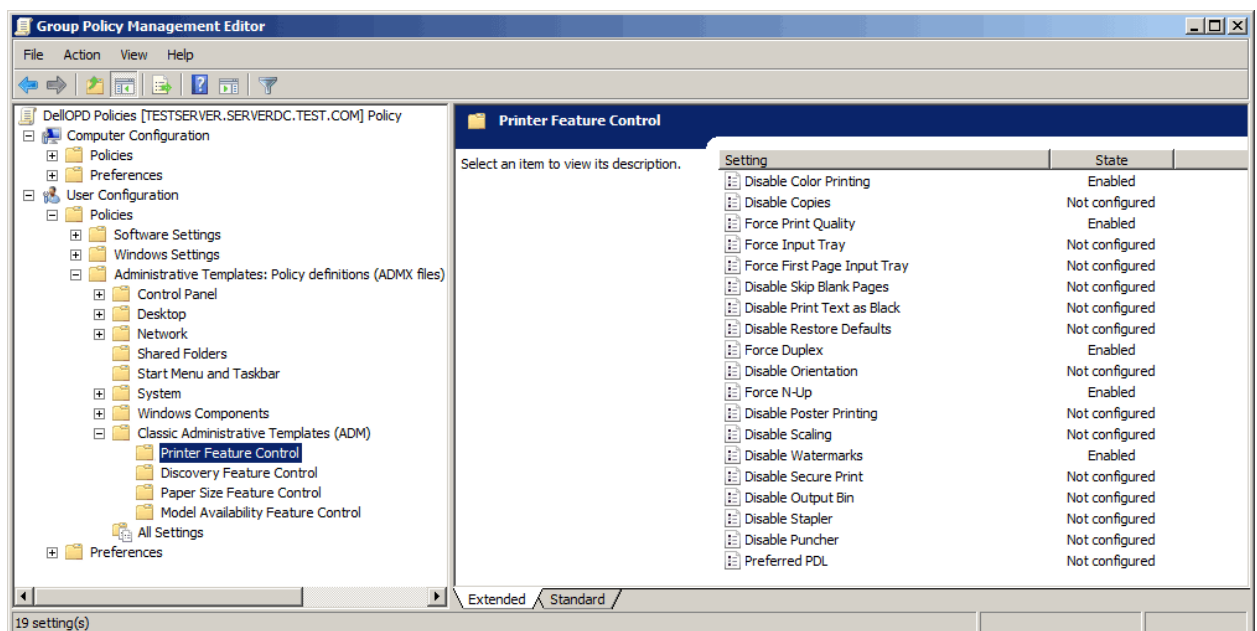 Group Policy Management Editor
File Action View Help
DellOPD Policies [TESTSERVER.SERVERDC.TEST.COM] Policy
Computer Configuration
Policies
Preferences
User Configuration
Policies
Software Settings
Windows Settings
Administrative Templates: Policy definitions (ADMX files)
Control Panel
Desktop
Network
Shared Folders
Start Menu and Taskbar
System
Windows Components
Classic Administrative Templates (ADM)
Printer Feature Control
Discovery Feature Control
Paper Size Feature Control
Model Availability Feature Control
All Settings
Preferences
Printer Feature Control
Select an item to view its description.
Setting State
Disable Color Printing Enabled
Disable Copies Not configured
Force Print Quality Enabled
Force Input Tray Not configured
Force First Page Input Tray Not configured
Disable Skip Blank Pages Not configured
Disable Print Text as Black Not configured
Disable Restore Defaults Not configured
Force Duplex Enabled
Disable Orientation Not configured
Force N-Up Enabled
Disable Poster Printing Not configured
Disable Scaling Not configured
Disable Watermarks Enabled
Disable Secure Print Not configured
Disable Output Bin Not configured
Disable Stapler Not configured
Disable Puncher Not configured
Preferred PDL Not configured
Extended Standard
19 setting(s)